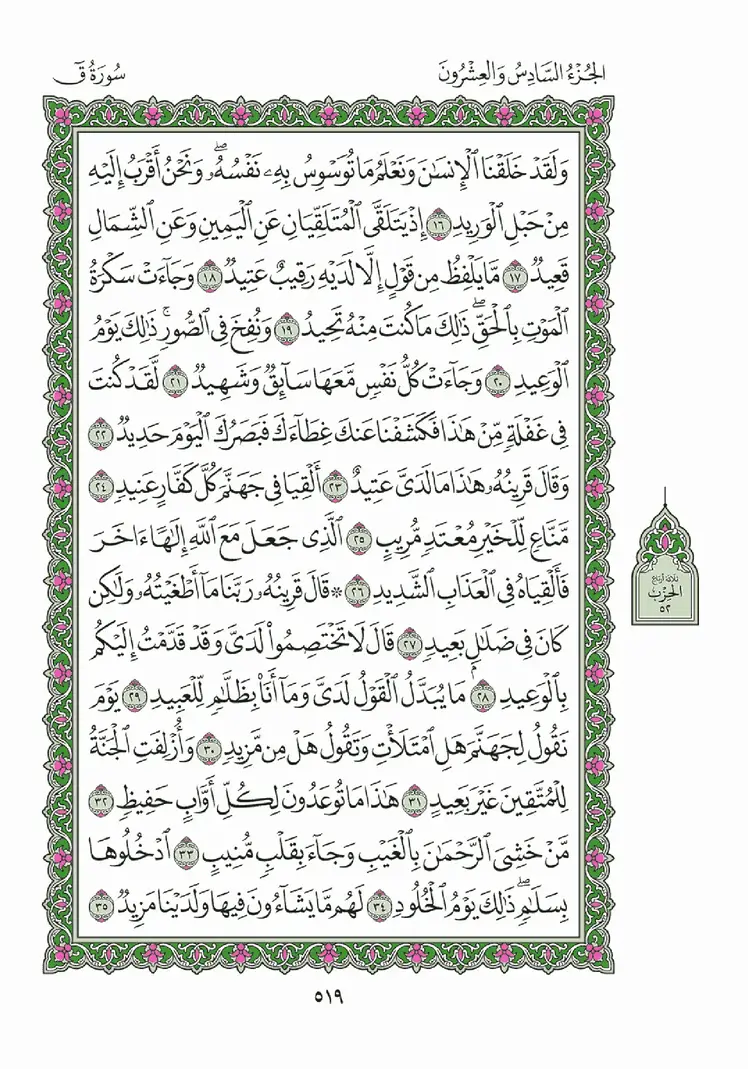 الجُزْءُ السَّادِسُ وَالعِشْرُونَ
سُورَةُ قٓ
وَلَقَدْ خَلَقْنَا ٱلْإِنسَٰنَ وَنَعْلَمُ مَا تُوَسْوِسُ بِهِۦ نَفْسُهُۥۖ وَنَحْنُ أَقْرَبُ إِلَيْهِ
مِنْ حَبْلِ ٱلْوَرِيدِ ١٦ إِذْ يَتَلَقَّى ٱلْمُتَلَقِّيَانِ عَنِ ٱلْيَمِينِ وَعَنِ ٱلشِّمَالِ
قَعِيدٌ ١٧ مَّا يَلْفِظُ مِن قَوْلٍ إِلَّا لَدَيْهِ رَقِيبٌ عَتِيدٌ ١٨ وَجَآءَتْ سَكْرَةُ
ٱلْمَوْتِ بِٱلْحَقِّۖ ذَٰلِكَ مَا كُنتَ مِنْهُ تَحِيدُ ١٩ وَنُفِخَ فِى ٱلصُّورِۚ ذَٰلِكَ يَوْمُ
ٱلْوَعِيدِ ٢٠ وَجَآءَتْ كُلُّ نَفْسٍ مَّعَهَا سَآئِقٌ وَشَهِيدٌ ٢١ لَّقَدْ كُنتَ
فِى غَفْلَةٍ مِّنْ هَٰذَا فَكَشَفْنَا عَنكَ غِطَآءَكَ فَبَصَرُكَ ٱلْيَوْمَ حَدِيدٌ ٢٢
وَقَالَ قَرِينُهُۥ هَٰذَا مَا لَدَىَّ عَتِيدٌ ٢٣ أَلْقِيَا فِى جَهَنَّمَ كُلَّ كَفَّارٍ عَنِيدٍ ٢٤
مَّنَّاعٍ لِّلْخَيْرِ مُعْتَدٍ مُّرِيبٍ ٢٥ ٱلَّذِى جَعَلَ مَعَ ٱللَّهِ إِلَٰهًا ءَاخَرَ
فَأَلْقِيَاهُ فِى ٱلْعَذَابِ ٱلشَّدِيدِ ٢٦ ۞ قَالَ قَرِينُهُۥ رَبَّنَا مَآ أَطْغَيْتُهُۥ وَلَٰكِن
كَانَ فِى ضَلَٰلٍۭ بَعِيدٍ ٢٧ قَالَ لَا تَخْتَصِمُوا۟ لَدَىَّ وَقَدْ قَدَّمْتُ إِلَيْكُم
بِٱلْوَعِيدِ ٢٨ مَا يُبَدَّلُ ٱلْقَوْلُ لَدَىَّ وَمَآ أَنَا۠ بِظَلَّٰمٍ لِّلْعَبِيدِ ٢٩ يَوْمَ
نَقُولُ لِجَهَنَّمَ هَلِ ٱمْتَلَأْتِ وَتَقُولُ هَلْ مِن مَّزِيدٍ ٣٠ وَأُزْلِفَتِ ٱلْجَنَّةُ
لِلْمُتَّقِينَ غَيْرَ بَعِيدٍ ٣١ هَٰذَا مَا تُوعَدُونَ لِكُلِّ أَوَّابٍ حَفِيظٍ ٣٢
مَّنْ خَشِىَ ٱلرَّحْمَٰنَ بِٱلْغَيْبِ وَجَآءَ بِقَلْبٍ مُّنِيبٍ ٣٣ ٱدْخُلُوهَا
بِسَلَٰمٍۖ ذَٰلِكَ يَوْمُ ٱلْخُلُودِ ٣٤ لَهُم مَّا يَشَآءُونَ فِيهَا وَلَدَيْنَا مَزِيدٌ ٣٥
ثلاثة أرباع
الحزب
٥٢
٥١٩